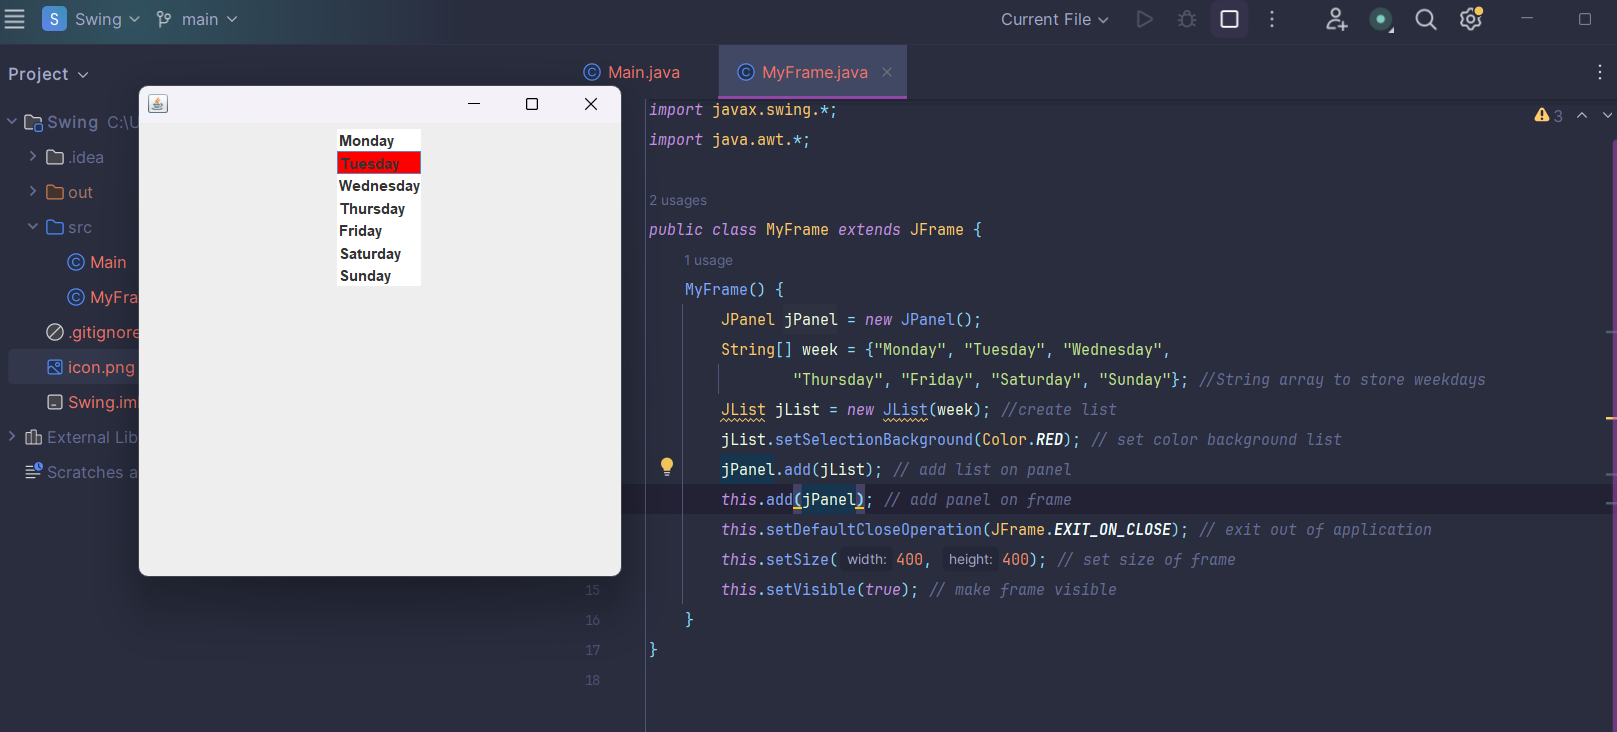 S Swing main Current File
Project
Main.java MyFrame.java
Swing C:\U
.idea
out
src
Main
MyFra
.gitignore
icon.png
Swing.im
External Lib
Scratches a
Monday
Tuesday
Wednesday
Thursday
Friday
Saturday
Sunday
3
import javax.swing.*;
import java.awt.*;
2 usages
public class MyFrame extends JFrame {
1 usage
MyFrame() {
JPanel jPanel = new JPanel();
String[] week = {"Monday", "Tuesday", "Wednesday",
"Thursday", "Friday", "Saturday", "Sunday"}; //String array to store weekdays
JList jList = new JList(week); //create list
jList.setSelectionBackground(Color.RED); // set color background list
jPanel.add(jList); // add list on panel
this.add(jPanel); // add panel on frame
this.setDefaultCloseOperation(JFrame.EXIT_ON_CLOSE); // exit out of application
this.setSize( width: 400, height: 400); // set size of frame
15 this.setVisible(true); // make frame visible
16 }
17 }
18